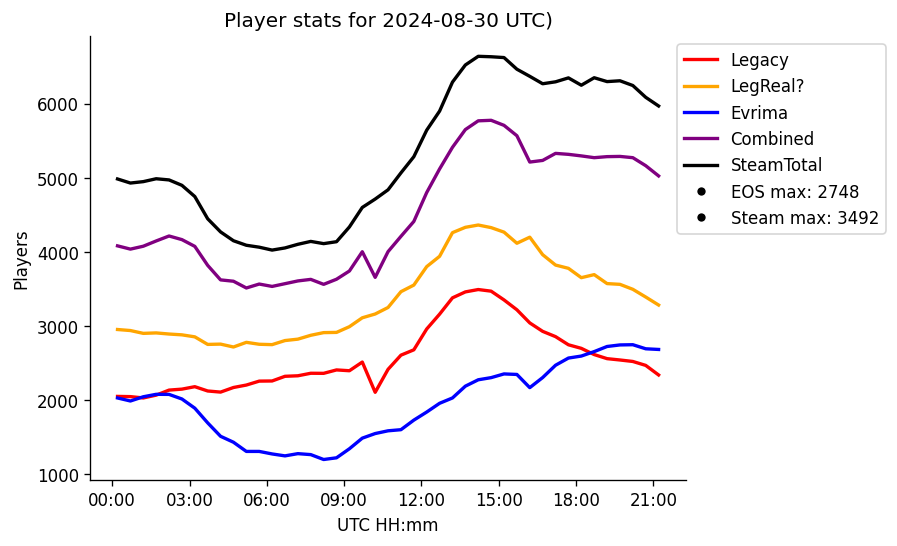 Player stats for 2024-08-30 UTC)
Legacy
LegReal?
Evrima
Combined
SteamTotal
EOS max: 2748
Steam max: 3492
Players
6000
5000
4000
3000
2000
1000
00:00 03:00 06:00 09:00 12:00 15:00 18:00 21:00
UTC HH:mm